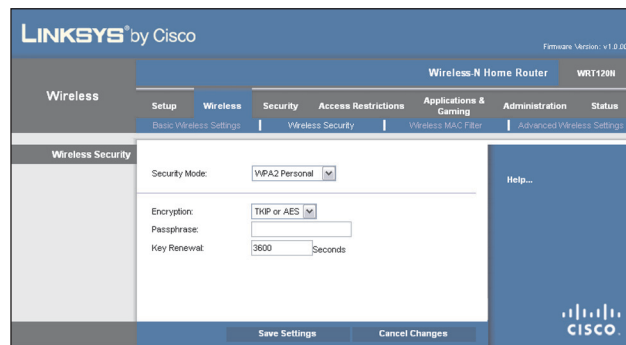 LINKSYS® by Cisco
Firmware Version: v1.0.00
Wireless-N Home Router WRT120N
Wireless
Setup Wireless Security Access Restrictions Applications & Gaming Administration Status
Basic Wireless Settings Wireless Security Wireless MAC Filter Advanced Wireless Settings
Wireless Security
Security Mode: WPA2 Personal
Help...
Encryption: TKIP or AES
Passphrase:
Key Renewal: 3600 Seconds
Save Settings Cancel Changes
CISCO.